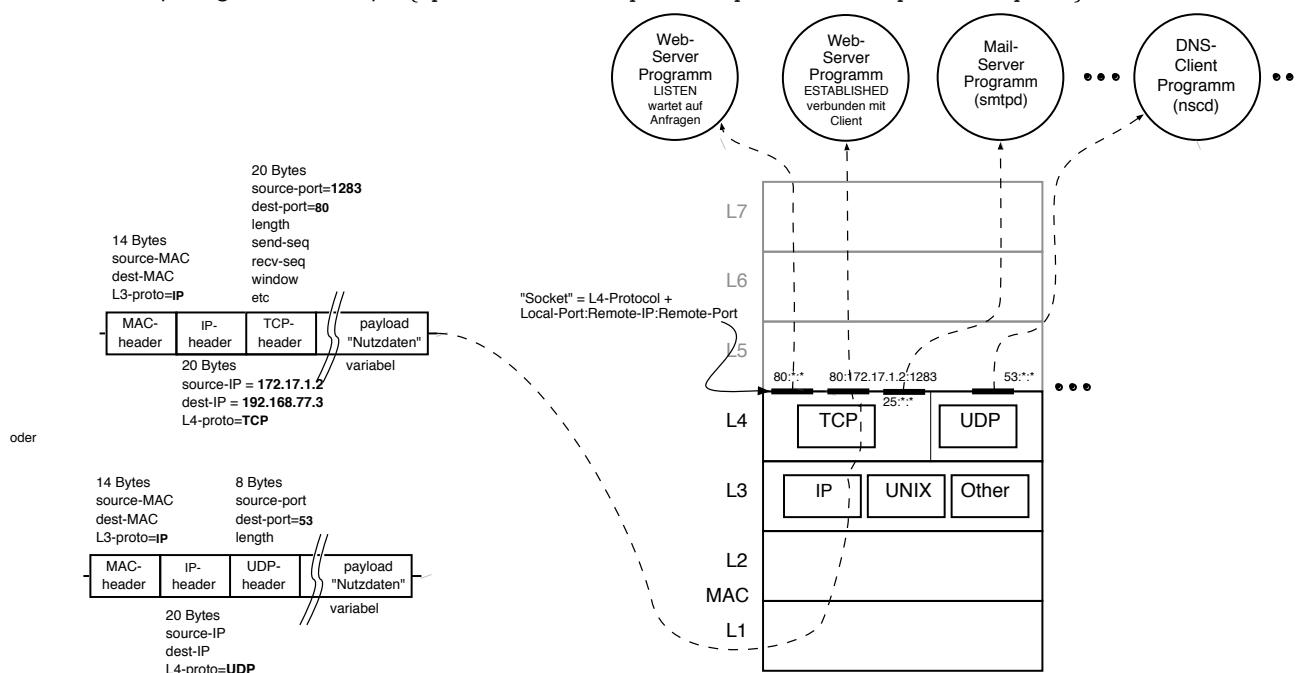 Web-
Server
Programm
LISTEN
wartet auf
Anfragen
Web-
Server
Programm
ESTABLISHED
verbunden mit
Client
Mail-
Server
Programm
(smtpd)
DNS-
Client
Programm
(nscd)
20 Bytes
source-port=1283
dest-port=80
length
send-seq
recv-seq
window
etc
14 Bytes
source-MAC
dest-MAC
L3-proto=IP
MAC-
header
IP-
header
TCP-
header
payload
"Nutzdaten"
variabel
20 Bytes
source-IP = 172.17.1.2
dest-IP = 192.168.77.3
L4-proto=TCP
oder
14 Bytes
source-MAC
dest-MAC
L3-proto=IP
8 Bytes
source-port
dest-port=53
length
MAC-
header
IP-
header
UDP-
header
payload
"Nutzdaten"
variabel
20 Bytes
source-IP
dest-IP
L4-proto=UDP
"Socket" = L4-Protocol +
Local-Port:Remote-IP:Remote-Port
L7
L6
L5
80:*:*
80:172.17.1.2:1283
25:*:*
53:*:*
L4
TCP
UDP
L3
IP
UNIX
Other
L2
MAC
L1